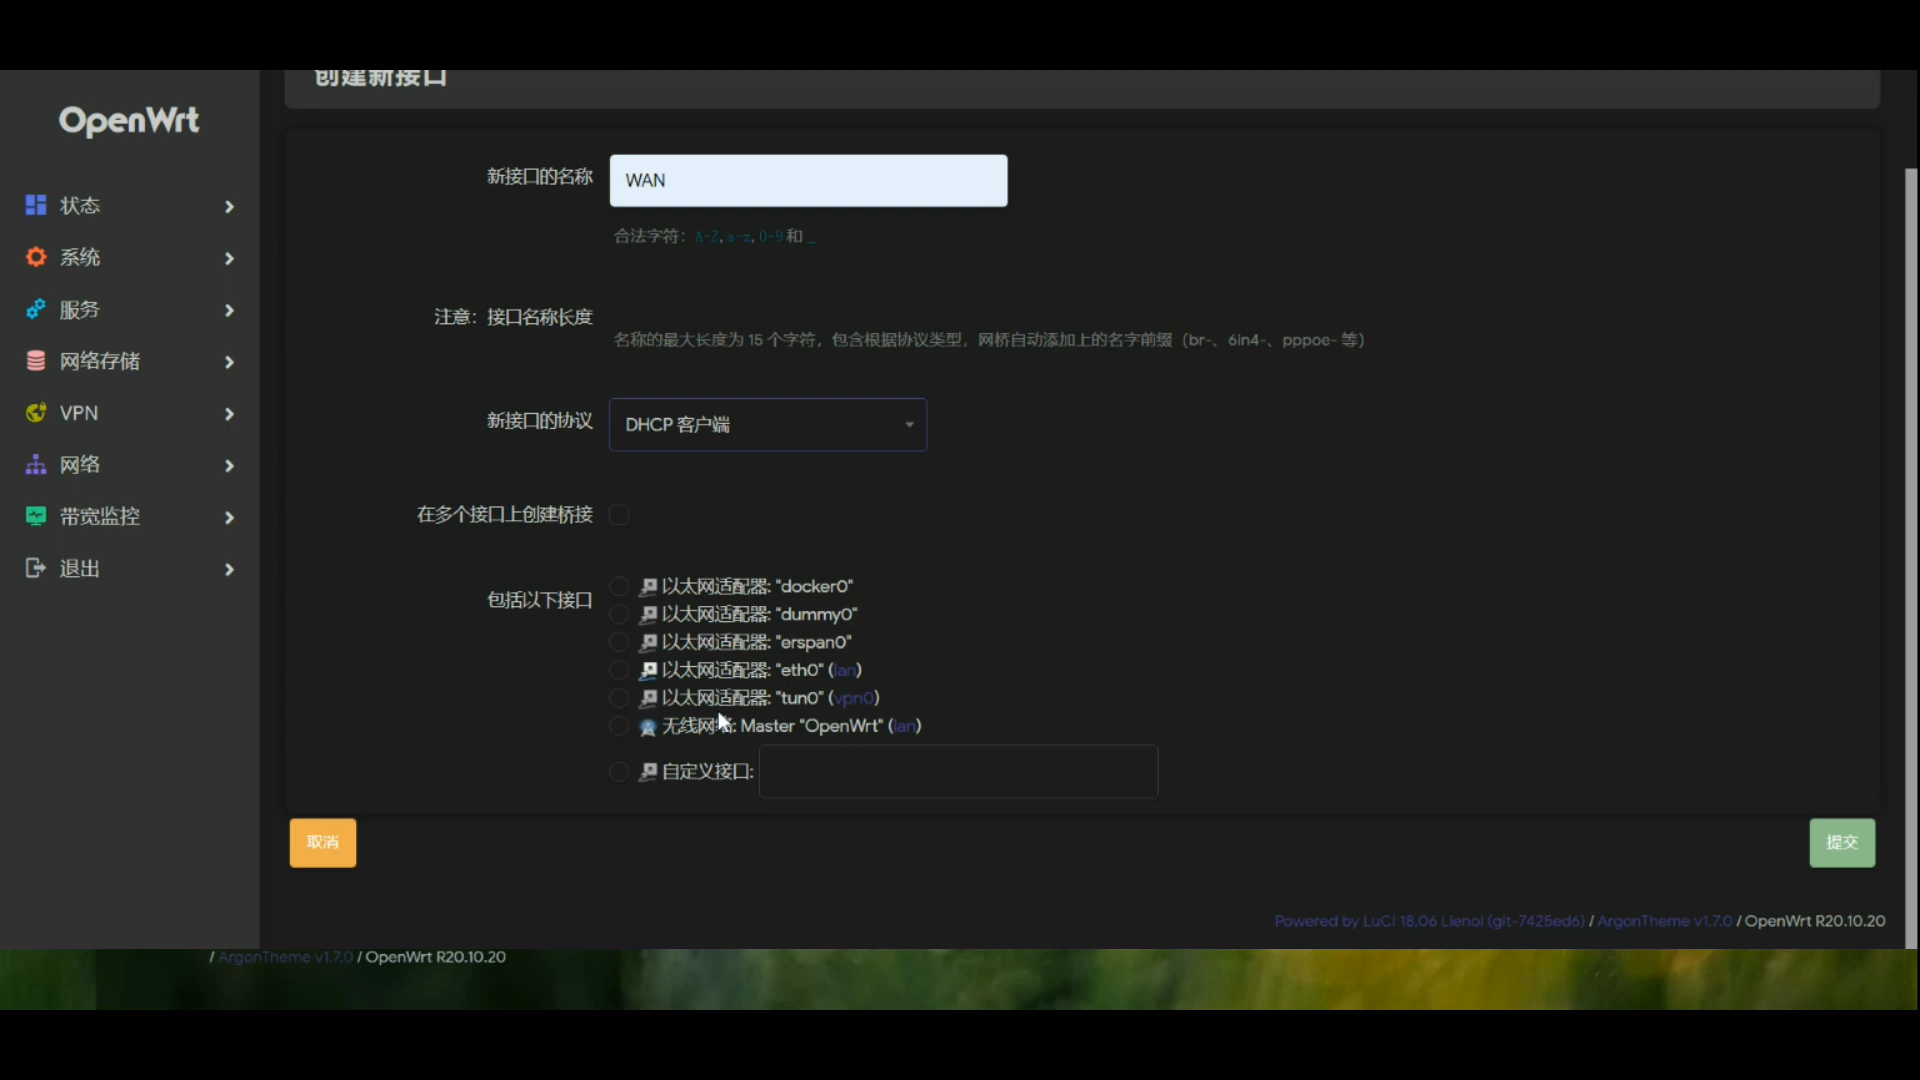 创建新接口
OpenWrt
状态
系统
服务
网络存储
VPN
网络
带宽监控
退出
新接口的名称
WAN
合法字符: A-Z, a-z, 0-9 和 _
注意：接口名称长度
名称的最大长度为 15 个字符，包含根据协议类型，网桥自动添加上的名字前缀（br-、6in4-、pppoe- 等）
新接口的协议
DHCP 客户端
在多个接口上创建桥接
包括以下接口
以太网适配器: "docker0"
以太网适配器: "dummy0"
以太网适配器: "erspan0"
以太网适配器: "eth0" (lan)
以太网适配器: "tun0" (vpn0)
无线网络: Master "OpenWrt" (lan)
自定义接口:
取消
提交
Powered by LuCI 18.06 Lienol (git-7425ed6) / ArgonTheme v1.7.0 / OpenWrt R20.10.20
/ ArgonTheme v1.7.0 / OpenWrt R20.10.20